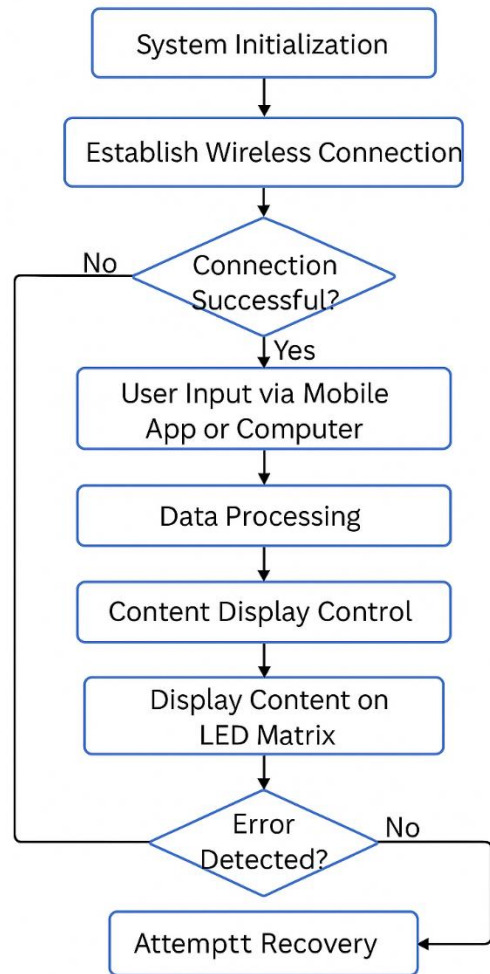 System Initialization
Establish Wireless Connection
No
Connection
Successful?
Yes
User Input via Mobile
App or Computer
Data Processing
Content Display Control
Display Content on
LED Matrix
Error
Detected?
No
Attemptt Recovery